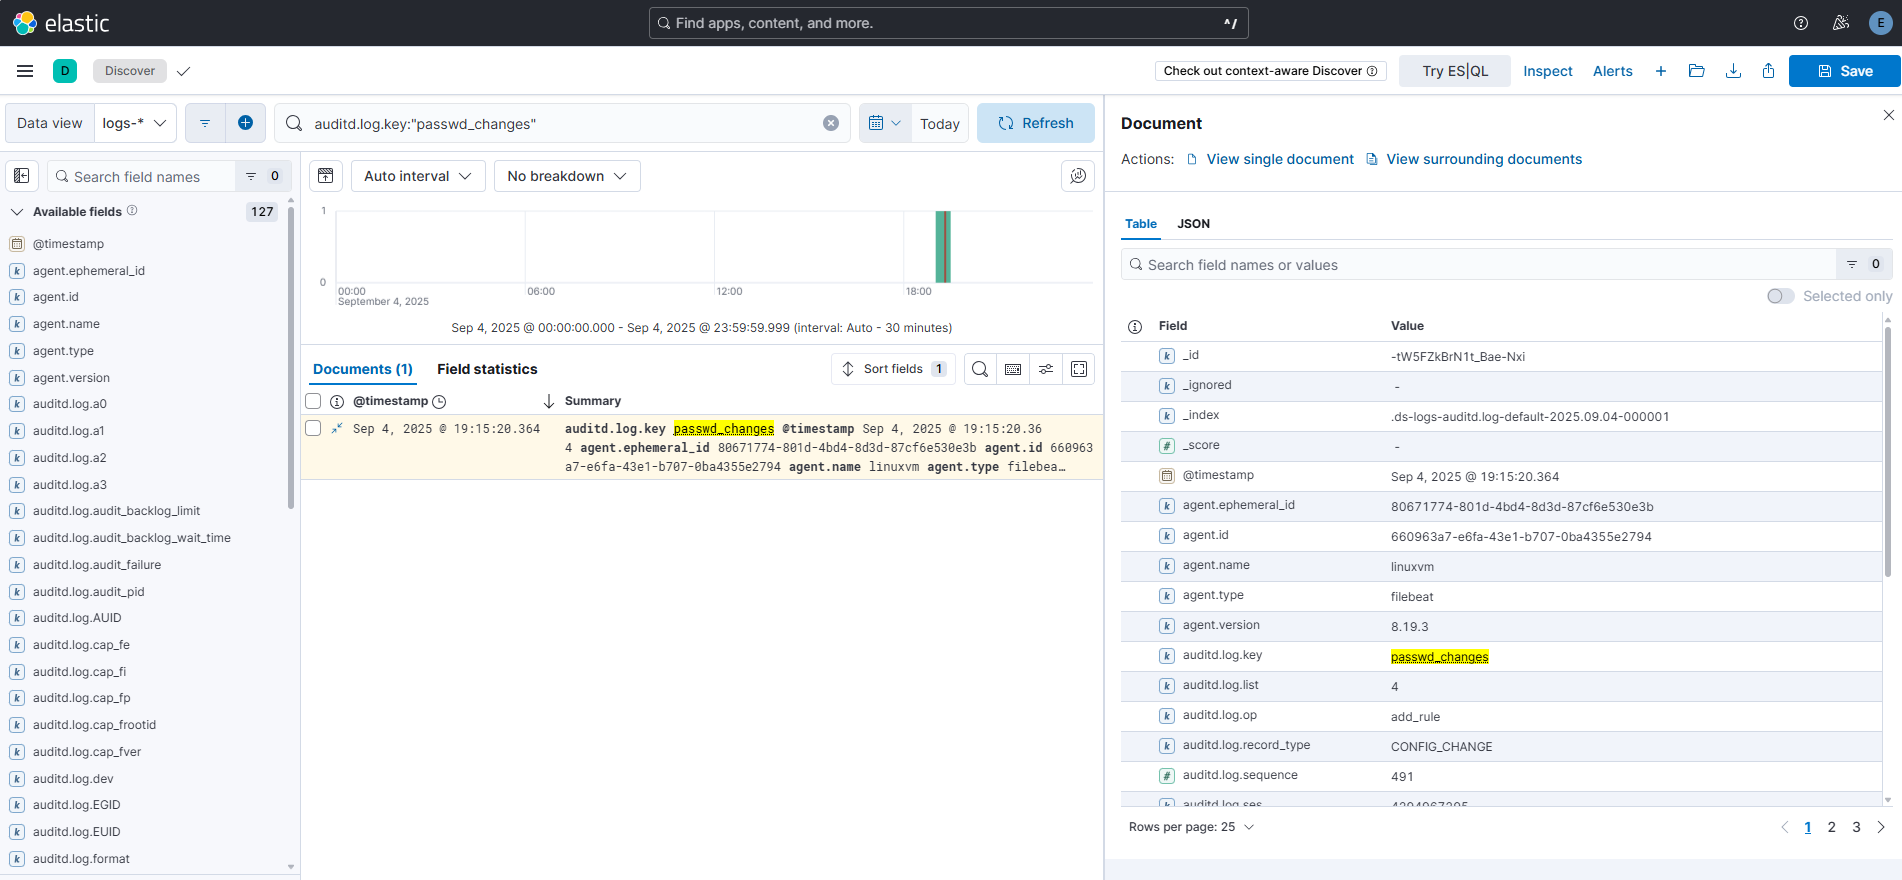 elastic
Find apps, content, and more.
^/
E
D
Discover
Check out context-aware Discover
Try ES|QL
Inspect
Alerts
Save
Data view
logs-*
auditd.log.key:"passwd_changes"
Today
Refresh
Search field names
0
Available fields
127
@timestamp
agent.ephemeral_id
agent.id
agent.name
agent.type
agent.version
auditd.log.a0
auditd.log.a1
auditd.log.a2
auditd.log.a3
auditd.log.audit_backlog_limit
auditd.log.audit_backlog_wait_time
auditd.log.audit_failure
auditd.log.audit_pid
auditd.log.AUID
auditd.log.cap_fe
auditd.log.cap_fi
auditd.log.cap_fp
auditd.log.cap_frootid
auditd.log.cap_fver
auditd.log.dev
auditd.log.EGID
auditd.log.EUID
auditd.log.format
Auto interval
No breakdown
1
0
00:00
September 4, 2025
06:00
12:00
18:00
Sep 4, 2025 @ 00:00:00.000 - Sep 4, 2025 @ 23:59:59.999 (interval: Auto - 30 minutes)
Documents (1)
Field statistics
Sort fields 1
@timestamp
Summary
Sep 4, 2025 @ 19:15:20.364
auditd.log.key passwd_changes @timestamp Sep 4, 2025 @ 19:15:20.36
4 agent.ephemeral_id 80671774-801d-4bd4-8d3d-87cf6e530e3b agent.id 660963
a7-e6fa-43e1-b707-0ba4355e2794 agent.name linuxvm agent.type filebea…
Document
Actions: View single document View surrounding documents
Table
JSON
Search field names or values
0
Selected only
Field Value
_id -tW5FZkBrN1t_Bae-Nxi
_ignored -
_index .ds-logs-auditd.log-default-2025.09.04-000001
_score -
@timestamp Sep 4, 2025 @ 19:15:20.364
agent.ephemeral_id 80671774-801d-4bd4-8d3d-87cf6e530e3b
agent.id 660963a7-e6fa-43e1-b707-0ba4355e2794
agent.name linuxvm
agent.type filebeat
agent.version 8.19.3
auditd.log.key passwd_changes
auditd.log.list 4
auditd.log.op add_rule
auditd.log.record_type CONFIG_CHANGE
auditd.log.sequence 491
auditd.log.ses 4294967295
Rows per page: 25
1 2 3